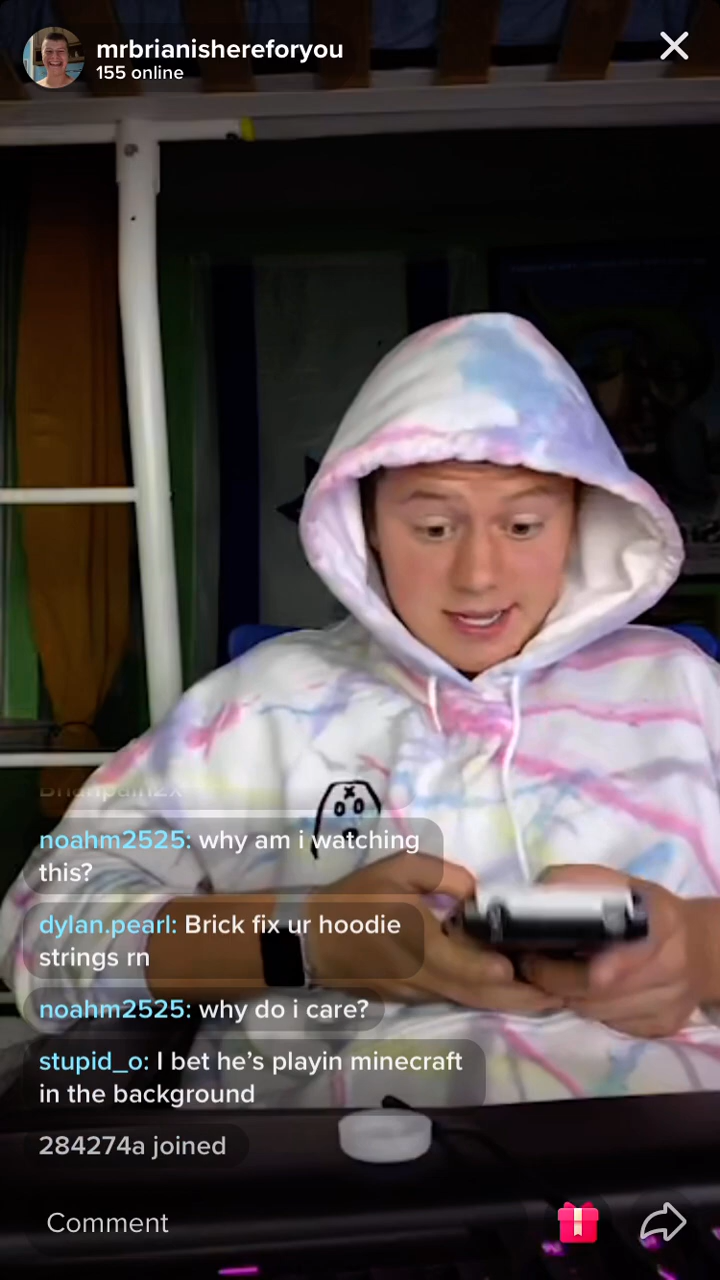 mrbrianishereforyou
155 online
noahm2525: why am i watching
this?
dylan.pearl: Brick fix ur hoodie
strings rn
noahm2525: why do i care?
stupid_o: I bet he's playin minecraft
in the background
284274a joined
Comment